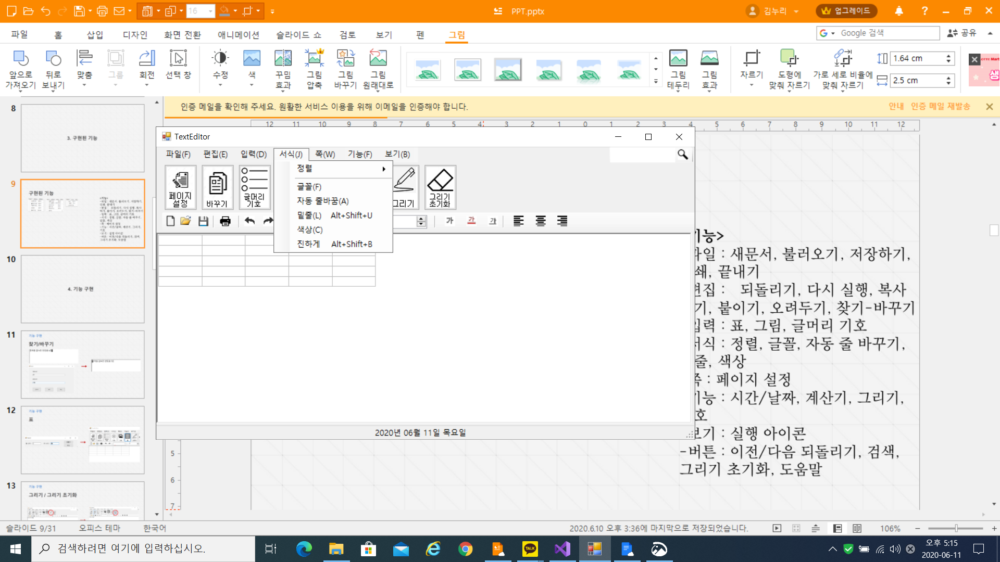 16
PPT.pptx
김누리
업그레이드
파일 홈 삽입 디자인 화면 전환 애니메이션 슬라이드 쇼 검토 보기 펜 그림
Google 검색
공유
앞으로 가져오기
뒤로 보내기
맞춤
그룹
회전
선택 창
수정
색
꾸밈 효과
그림 압축
그림 바꾸기
그림 원래대로
그림 테두리
그림 효과
자르기
도형에 맞춰 자르기
가로 세로 비율에 맞춰 자르기
1.64 cm
2.5 cm
OTTE Mart
생
인증 메일을 확인해 주세요. 원활한 서비스 이용을 위해 이메일을 인증해야 합니다.
안내 인증 메일 재발송
12 11 10 9 8 7 6 5 4 3 2 1 0 1 2 3 4 5 6 7 8 9 10 11 12
8
3. 구현된 기능
9
구현된 기능
10
4. 기능 구현
11
기능 구현
찾기/바꾸기
12
기능 구현
표
13
기능 구현
그리기 / 그리기 초기화
TextEditor
파일(F) 편집(E) 입력(D) 서식(J) 쪽(W) 기능(F) 보기(B)
페이지 설정
바꾸기
글머리 기호
그리기
그리기 초기화
정렬
글꼴(F)
자동 줄바꿈(A)
밑줄(L) Alt+Shift+U
색상(C)
진하게 Alt+Shift+B
가 가 가
2020년 06월 11일 목요일
기능>
파일 : 새문서, 불러오기, 저장하기,
쇄, 끝내기
편집 : 되돌리기, 다시 실행, 복사
기, 붙이기, 오려두기, 찾기-바꾸기
입력 : 표, 그림, 글머리 기호
서식 : 정렬, 글꼴, 자동 줄 바꾸기,
줄, 색상
쪽 : 페이지 설정
기능 : 시간/날짜, 계산기, 그리기,
호
보기 : 실행 아이콘
-버튼 : 이전/다음 되돌리기, 검색,
그리기 초기화, 도움말
5
6
7
슬라이드 9/31
오피스 테마
한국어
2020.6.10 오후 3:36에 마지막으로 저장되었습니다.
106%
검색하려면 여기에 입력하십시오.
TALK
오후 5:15
2020-06-11